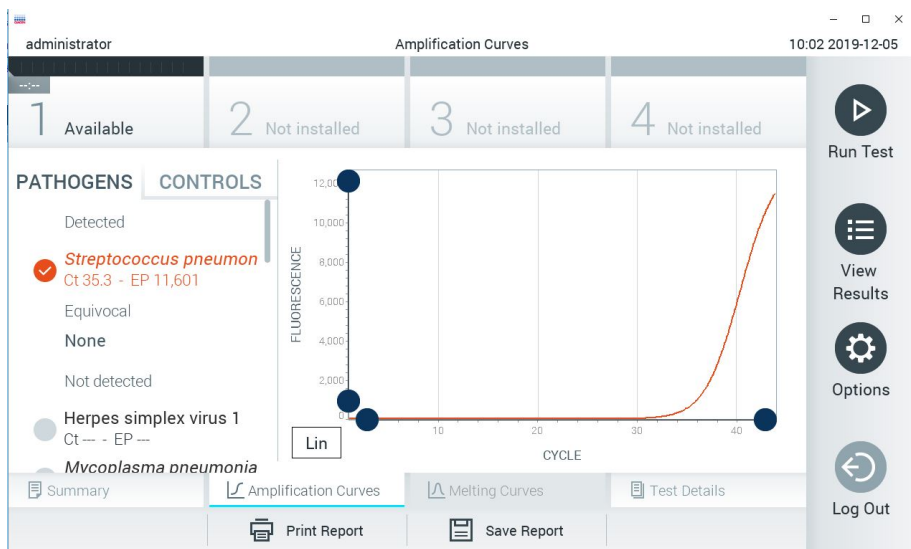 administrator
Amplification Curves
10:02 2019-12-05
--:--
1 Available
2 Not installed
3 Not installed
4 Not installed
Run Test
View
Results
Options
Log Out
PATHOGENS
CONTROLS
Detected
Streptococcus pneumon
Ct 35.3 - EP 11,601
Equivocal
None
Not detected
Herpes simplex virus 1
Ct --- - EP ---
Mycoplasma pneumonia
FLUORESCENCE
12,00
10,000
8,000
6,000
4,000
2,000
0
10
20
30
40
CYCLE
Lin
Summary
Amplification Curves
Melting Curves
Test Details
Print Report
Save Report